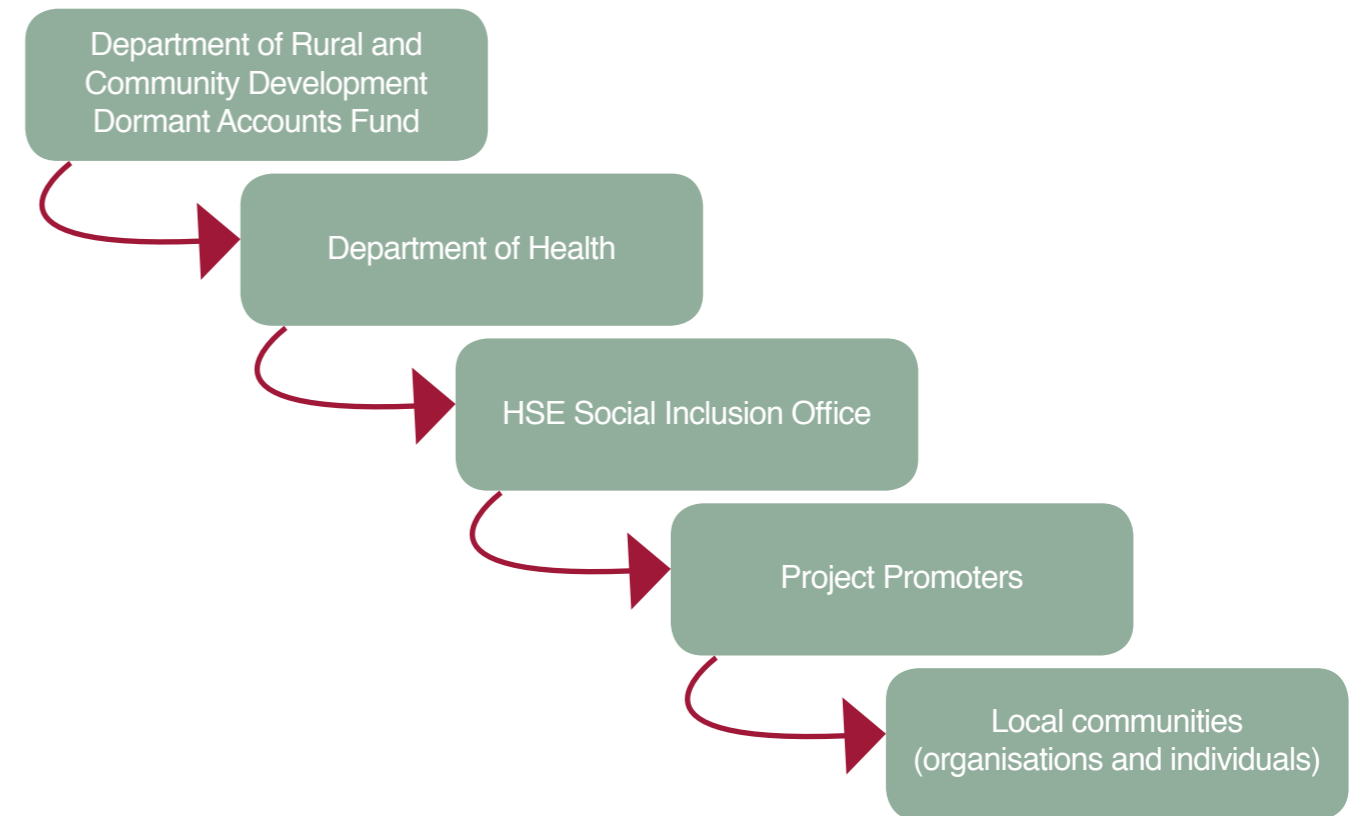 Department of Rural and
Community Development
Dormant Accounts Fund
Department of Health
HSE Social Inclusion Office
Project Promoters
Local communities
(organisations and individuals)